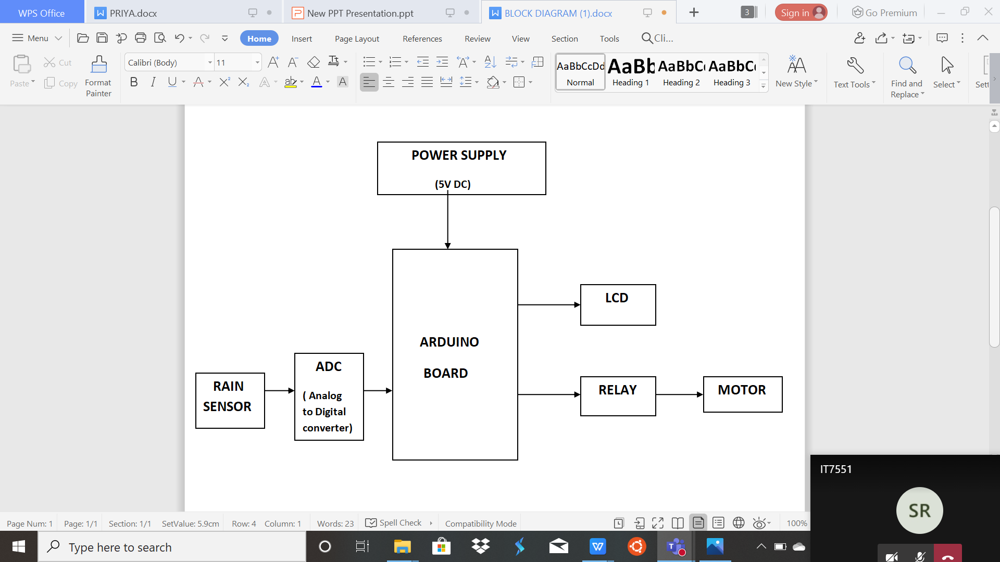 WPS Office
PRIYA.docx
New PPT Presentation.ppt
BLOCK DIAGRAM (1).docx
3
Sign in
Go Premium
Menu
Home
Insert
Page Layout
References
Review
View
Section
Tools
Cli...
Paste
Cut
Copy
Format
Painter
Calibri (Body)
11
AaBbCcDd
Normal
AaBb
Heading 1
AaBbC
Heading 2
AaBbC
Heading 3
New Style
Text Tools
Find and
Replace
Select
Sett
POWER SUPPLY
(5V DC)
ARDUINO
BOARD
LCD
ADC
( Analog
to Digital
converter)
RAIN
SENSOR
RELAY
MOTOR
IT7551
SR
Page Num: 1
Page: 1/1
Section: 1/1
SetValue: 5.9cm
Row: 4
Column: 1
Words: 23
Spell Check
Compatibility Mode
100%
Type here to search